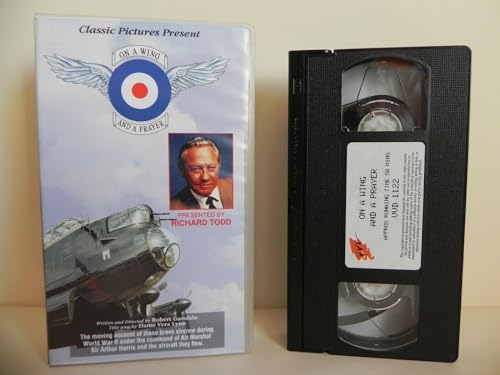 Classic Pictures Present
ON A WING
AND A PRAYER
PRESENTED BY
RICHARD TODD
Written and Directed by Robert Garofalo
Title song by Dame Vera Lynn
The moving account of those brave aircrew during
World War II under the command of Air Marshal
Sir Arthur Harris and the aircraft they flew.
VVL
ON A WING
AND A PRAYER
APPROX RUNNING TIME 50 MINS
VVD 1122